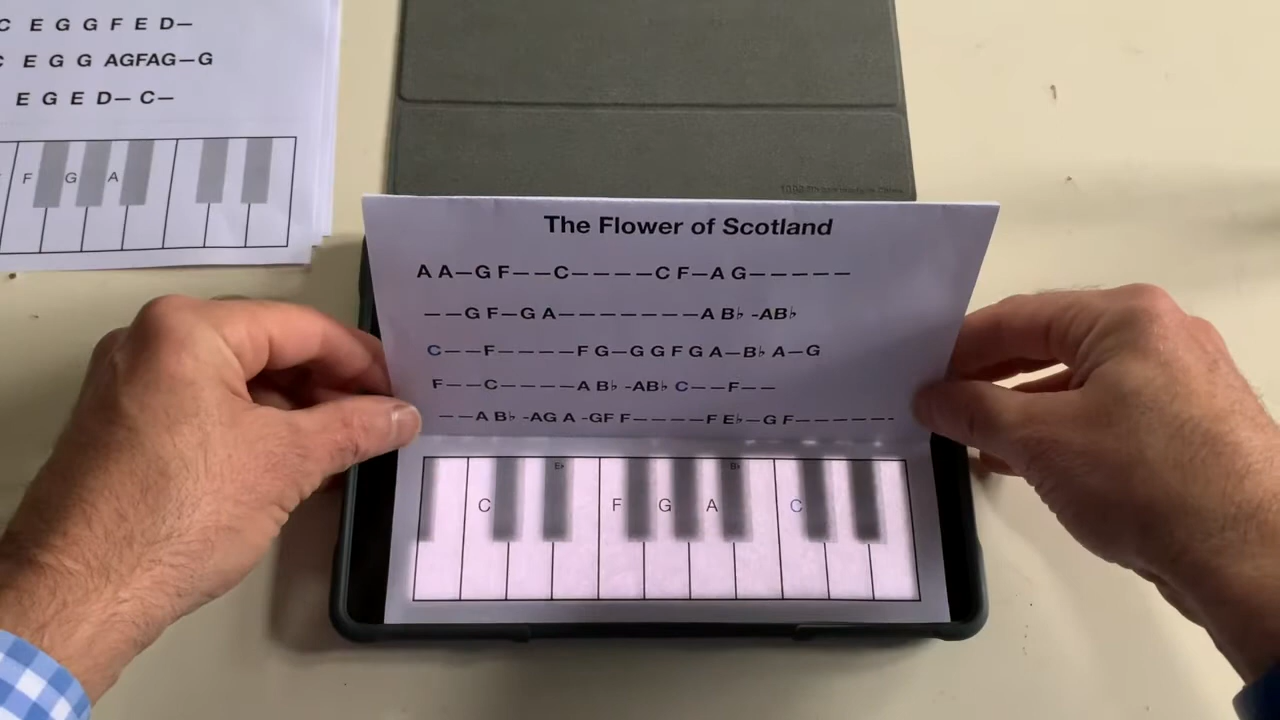 C E G G F E D—
C E G G AGFAG—G
E G E D— C—
F G A
The Flower of Scotland
A A—G F——C————C F—A G—————
——G F—G A———————A B♭ -AB♭
C——F————F G—G G F G A—B♭ A—G
F——C————A B♭ -AB♭ C——F——
——A B♭ -AG A -GF F————F E♭—G F——————-
E♭ B♭
C F G A C